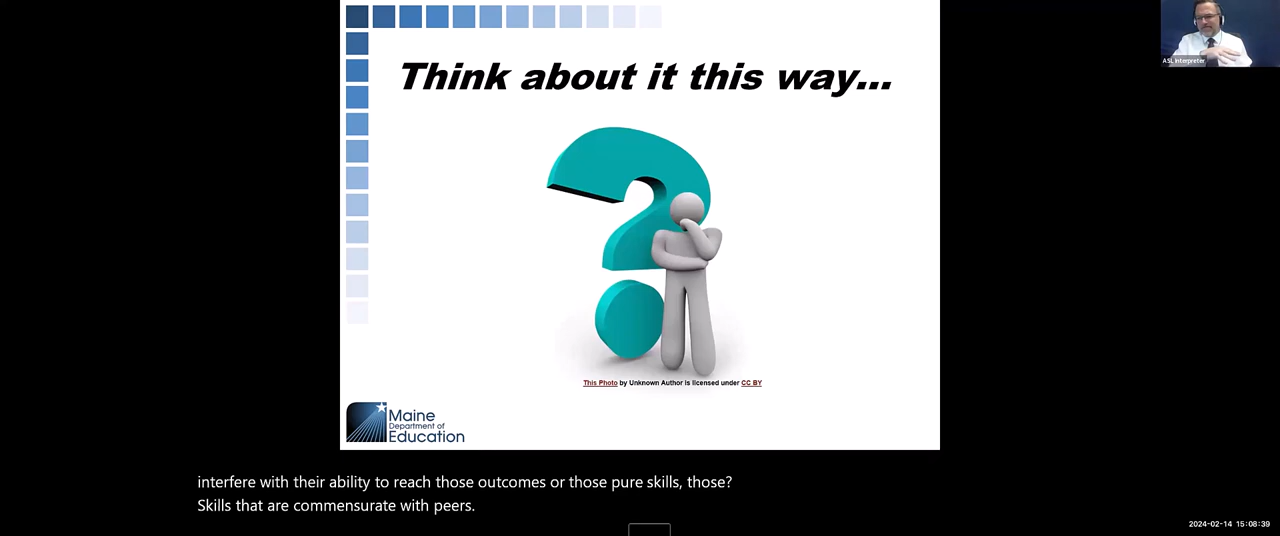 ASL Interpreter
Think about it this way...
This Photo by Unknown Author is licensed under CC BY
Maine
Department of
Education
interfere with their ability to reach those outcomes or those pure skills, those?
Skills that are commensurate with peers.
2024-02-14 15:08:39